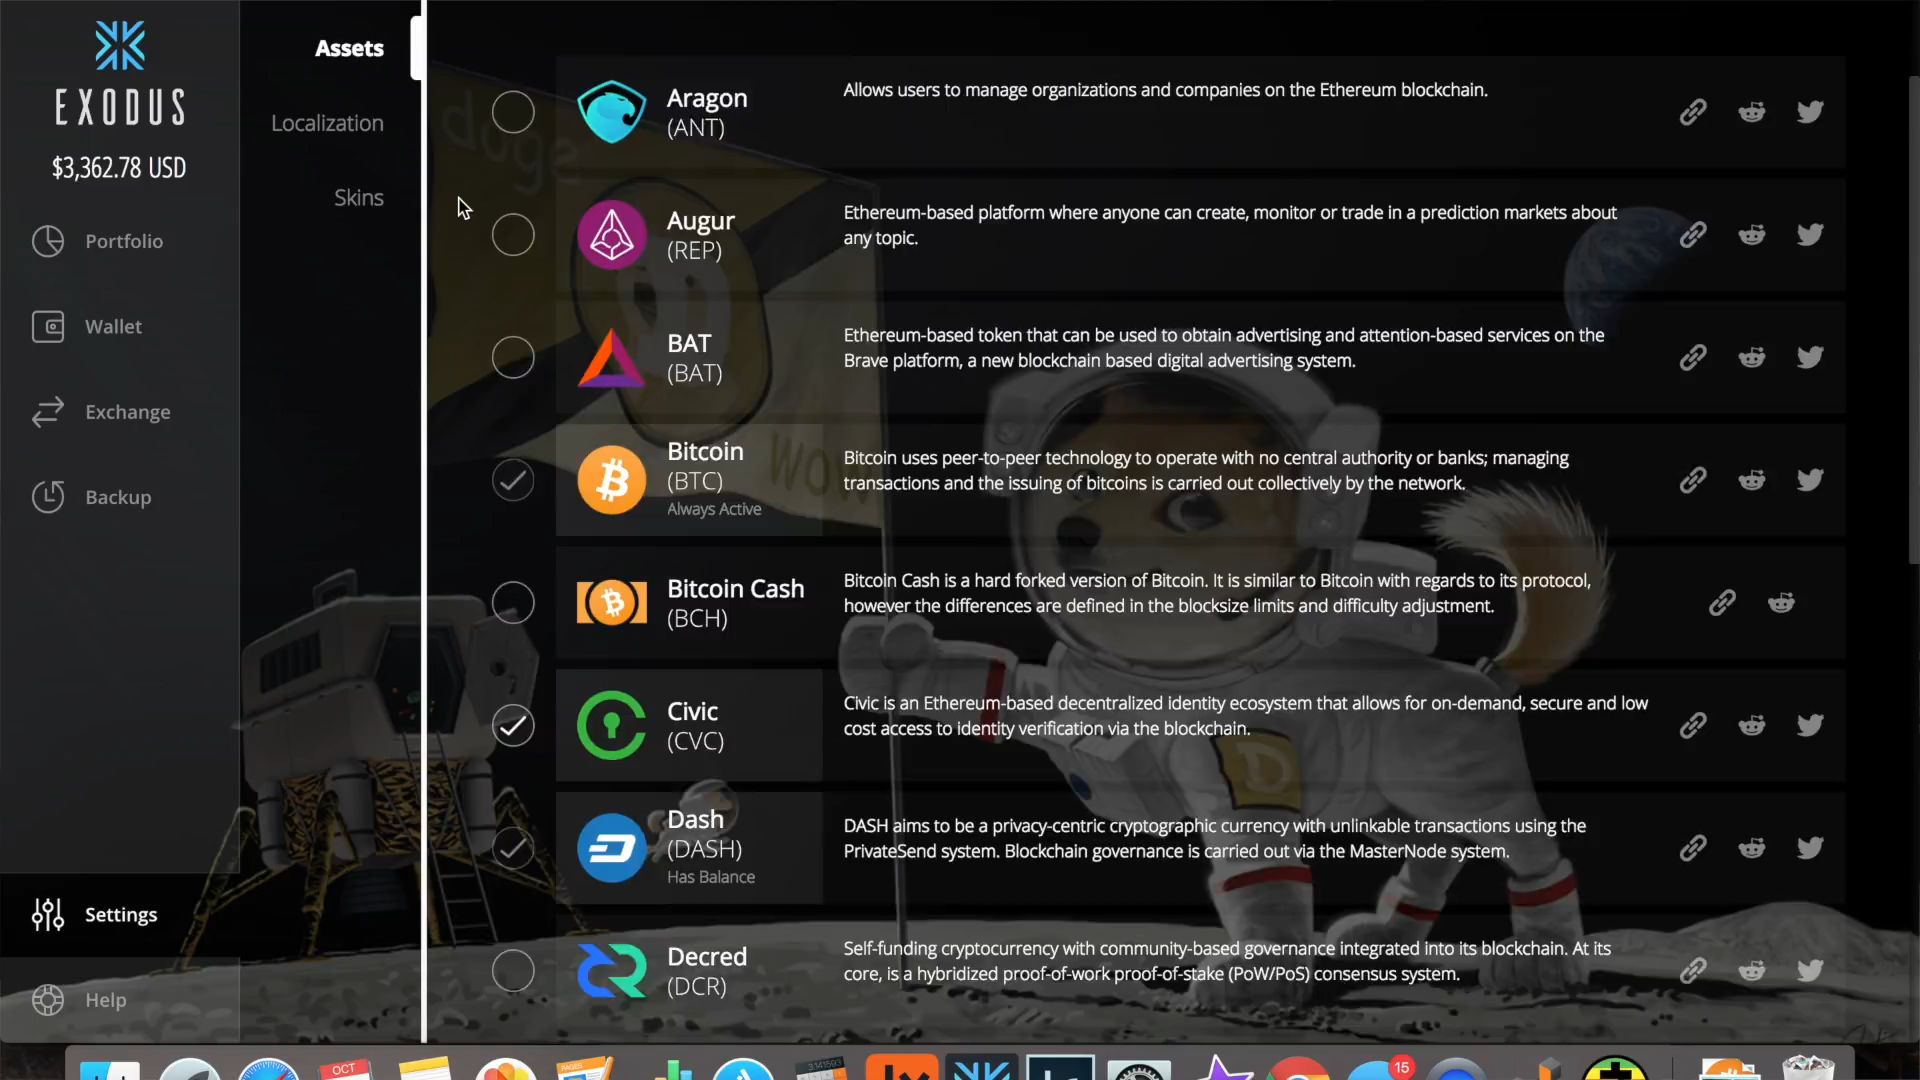 EXODUS
$3,362.78 USD
Portfolio
Wallet
Exchange
Backup
Settings
Help
Assets
Localization
Skins
doge
WOW
Aragon
(ANT)
Allows users to manage organizations and companies on the Ethereum blockchain.
Augur
(REP)
Ethereum-based platform where anyone can create, monitor or trade in a prediction markets about
any topic.
BAT
(BAT)
Ethereum-based token that can be used to obtain advertising and attention-based services on the
Brave platform, a new blockchain based digital advertising system.
Bitcoin
(BTC)
Always Active
Bitcoin uses peer-to-peer technology to operate with no central authority or banks; managing
transactions and the issuing of bitcoins is carried out collectively by the network.
Bitcoin Cash
(BCH)
Bitcoin Cash is a hard forked version of Bitcoin. It is similar to Bitcoin with regards to its protocol,
however the differences are defined in the blocksize limits and difficulty adjustment.
Civic
(CVC)
Civic is an Ethereum-based decentralized identity ecosystem that allows for on-demand, secure and low
cost access to identity verification via the blockchain.
Dash
(DASH)
Has Balance
DASH aims to be a privacy-centric cryptographic currency with unlinkable transactions using the
PrivateSend system. Blockchain governance is carried out via the MasterNode system.
Decred
(DCR)
Self-funding cryptocurrency with community-based governance integrated into its blockchain. At its
core, is a hybridized proof-of-work proof-of-stake (PoW/PoS) consensus system.
OCT
PAGES
15